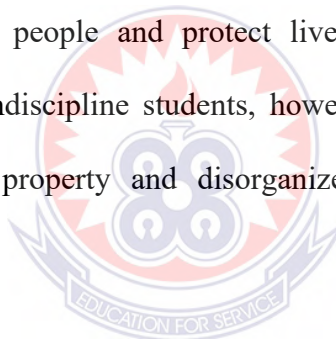 people and protect live
ndiscipline students, howe
property and disorganize
EDUCATION FOR SERVICE